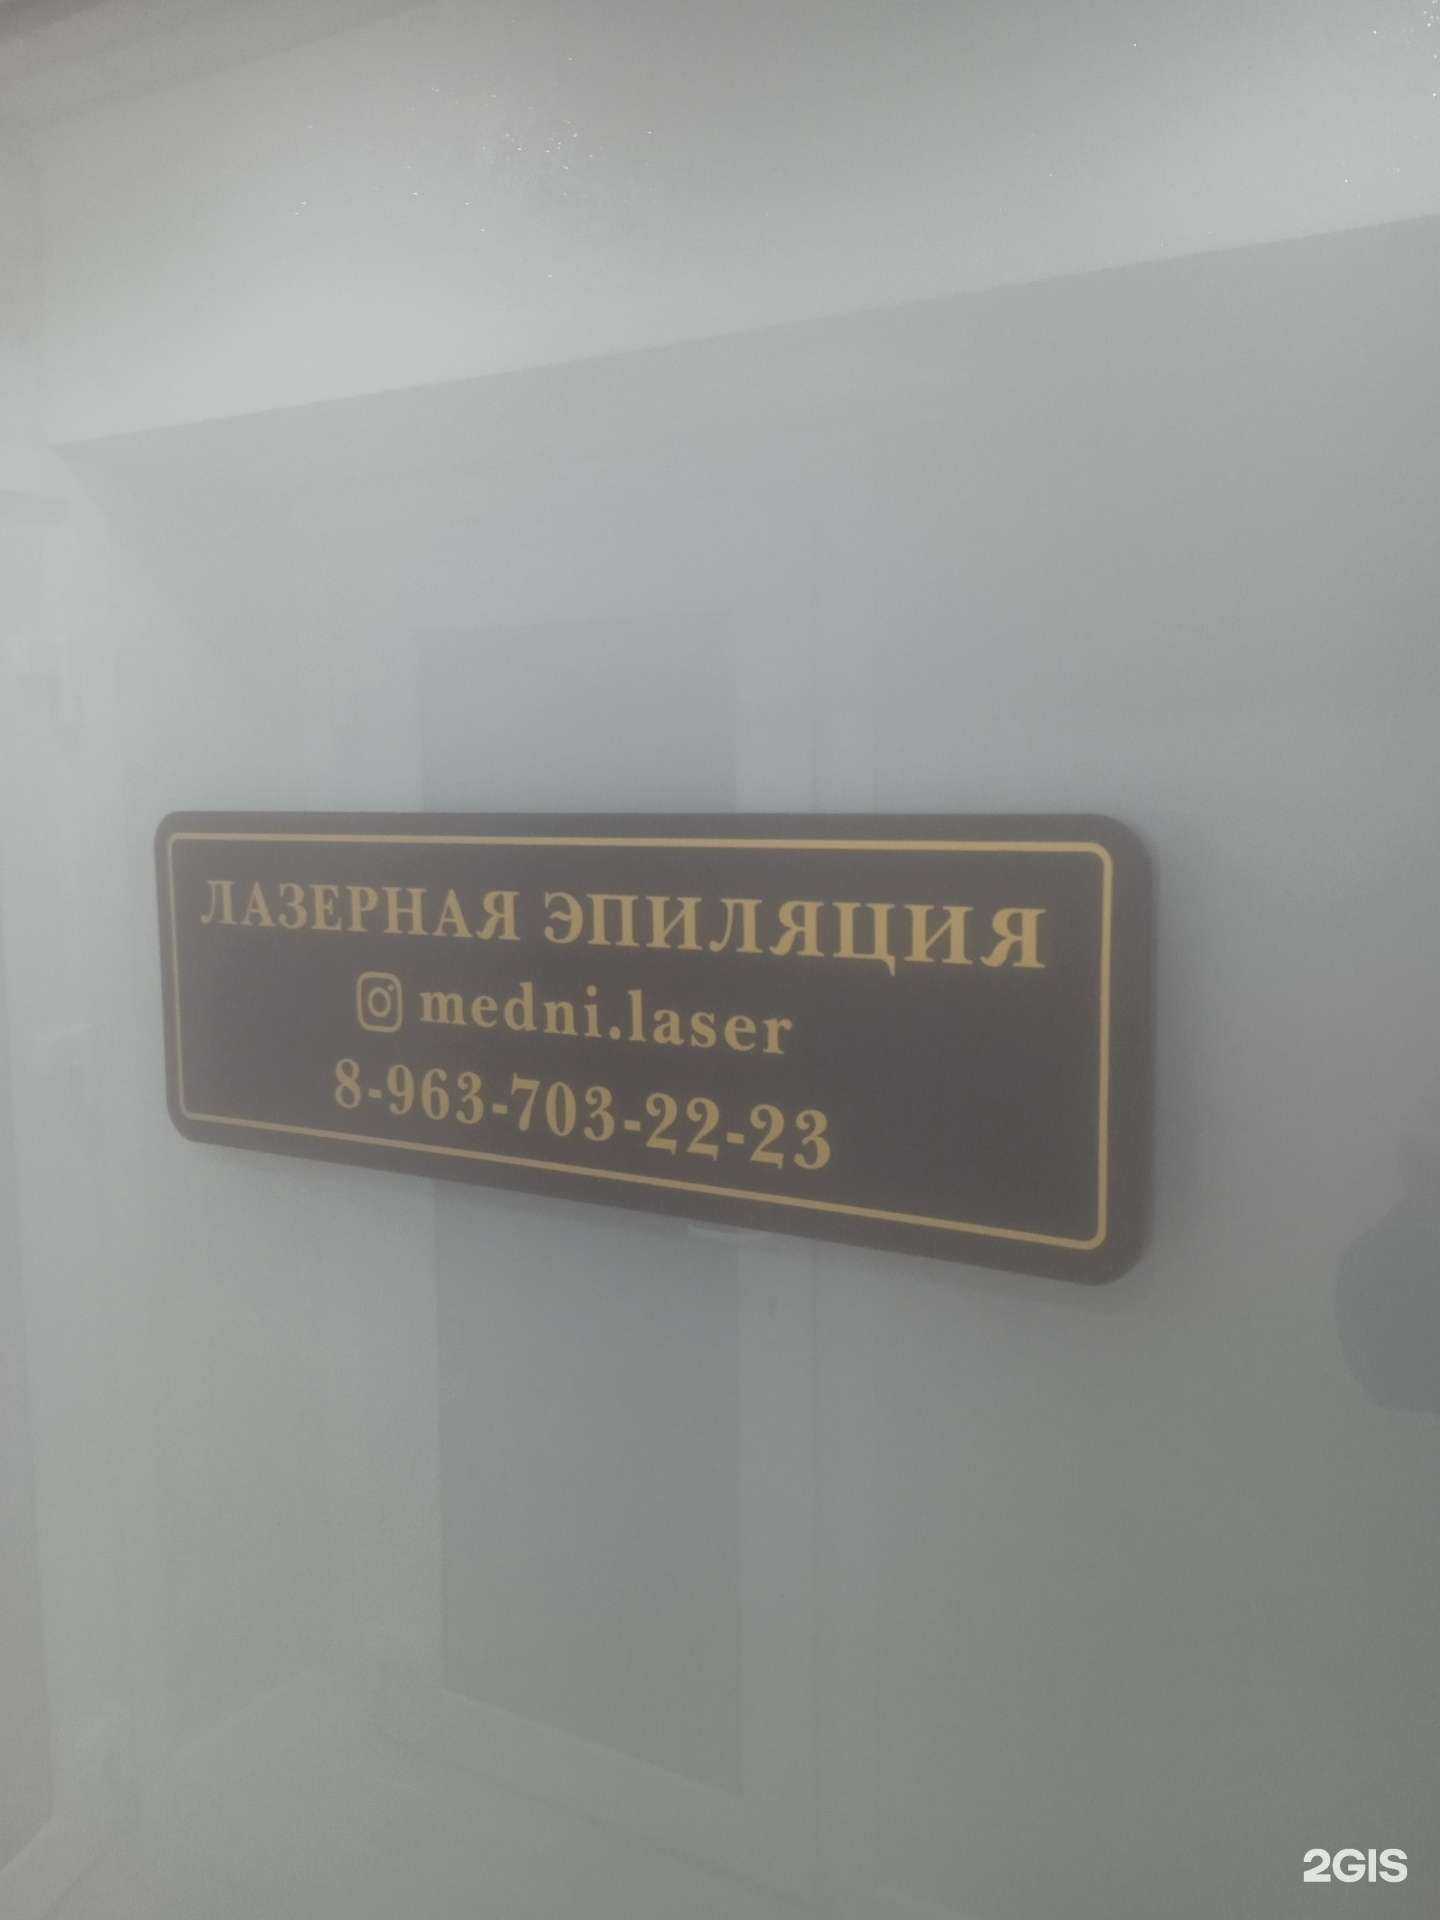 ЛАЗЕРНАЯ ЭПИЛЯЦИЯ
medni.laser
8-963-703-22-23
2GIS